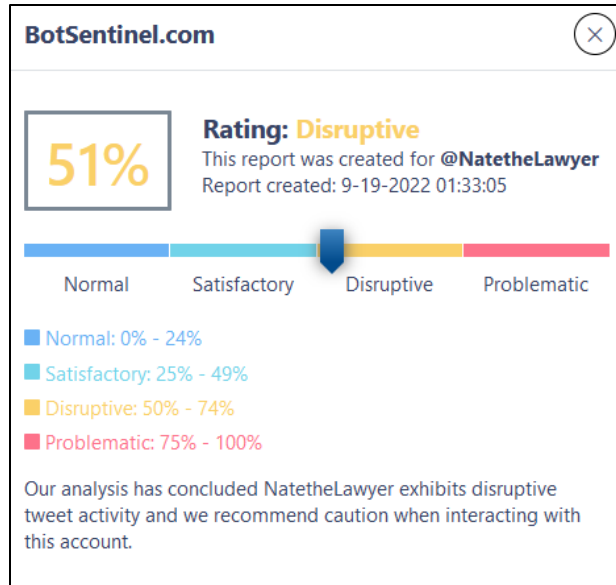 BotSentinel.com
51%
Rating: Disruptive
This report was created for @NatetheLawyer
Report created: 9-19-2022 01:33:05
Normal Satisfactory Disruptive Problematic
Normal: 0% - 24%
Satisfactory: 25% - 49%
Disruptive: 50% - 74%
Problematic: 75% - 100%
Our analysis has concluded NatetheLawyer exhibits disruptive
tweet activity and we recommend caution when interacting with
this account.